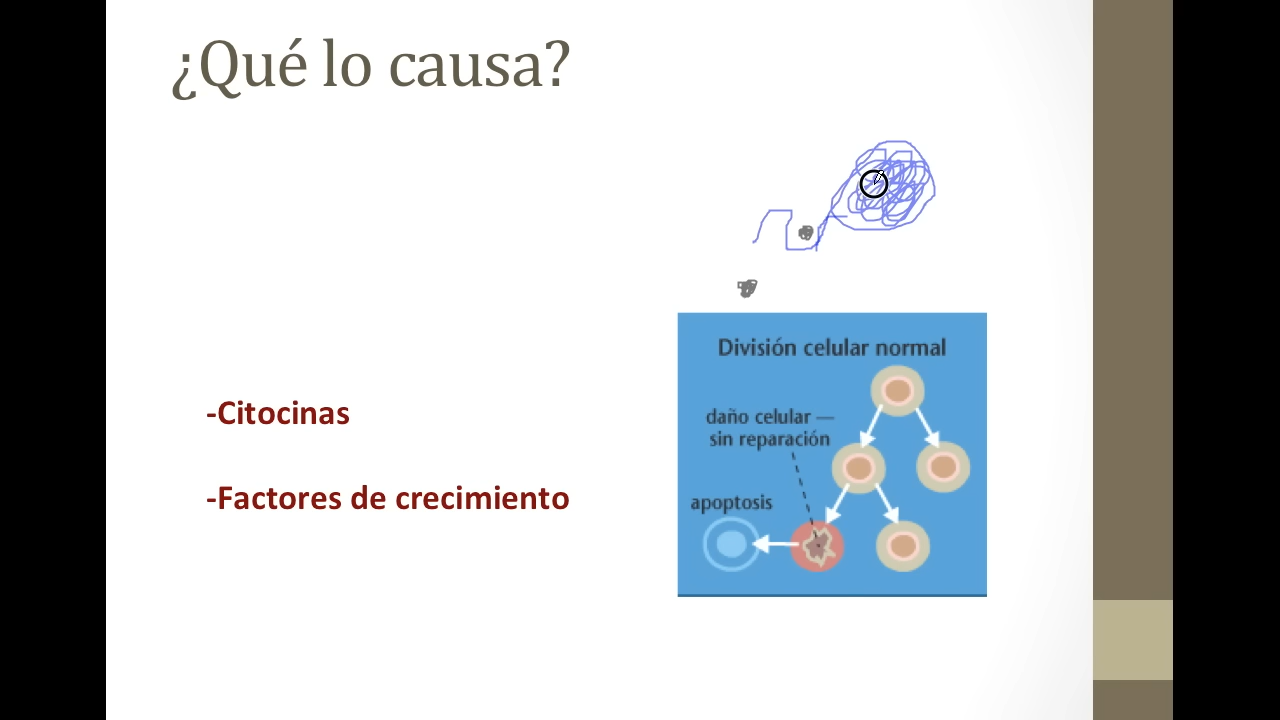 ¿Qué lo causa?
-Citocinas
-Factores de crecimiento
División celular normal
daño celular —
sin reparación
apoptosis